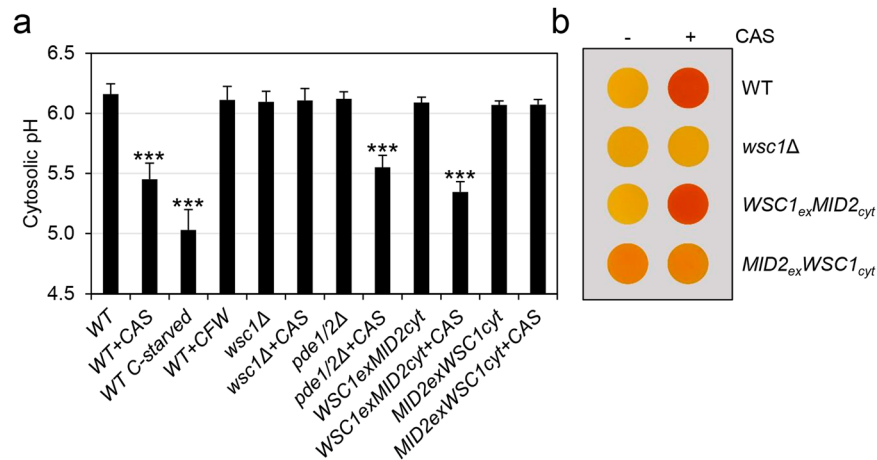 a
6.5
6.0
5.5
5.0
4.5
Cytosolic pH
***
***
***
***
WT
WT+CAS
WT C-starved
WT+CFW
wsc1Δ
wsc1Δ+CAS
pde1/2Δ
pde1/2Δ+CAS
WSC1exMID2cyt
WSC1exMID2cyt+CAS
MID2exWSC1cyt
MID2exWSC1cyt+CAS
b
- + CAS
WT
wsc1Δ
WSC1exMID2cyt
MID2exWSC1cyt